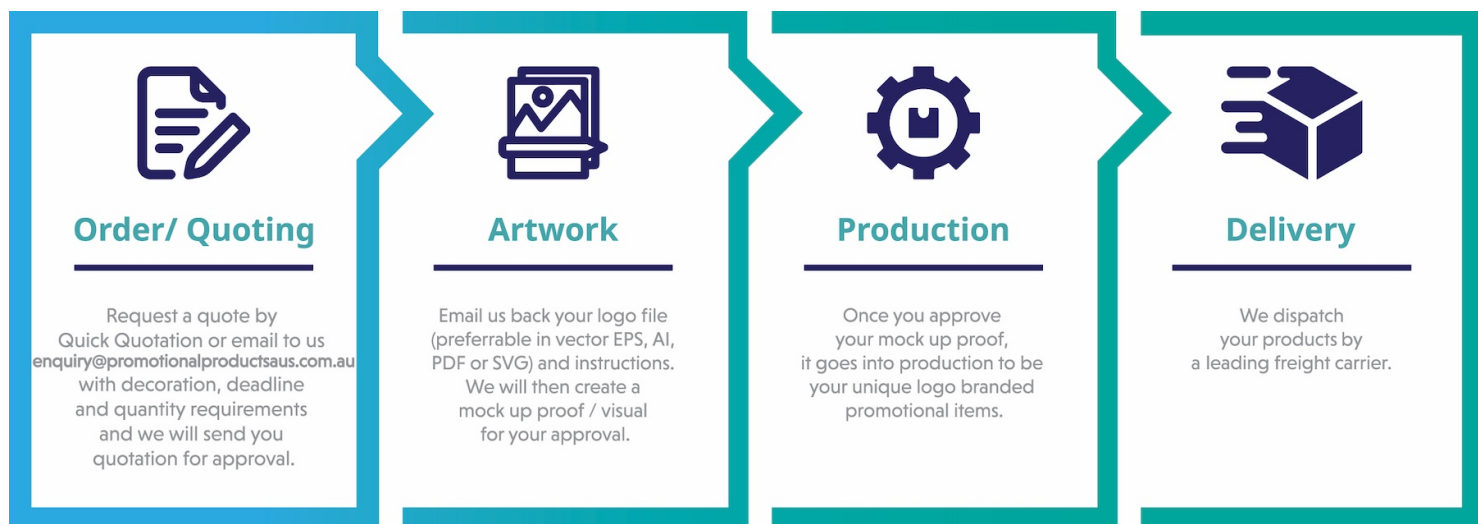 Order/ Quoting
Request a quote by
Quick Quotation or email to us
enquiry@promotionalproductsaus.com.au
with decoration, deadline
and quantity requirements
and we will send you
quotation for approval.
Artwork
Email us back your logo file
(preferrable in vector EPS, AI,
PDF or SVG) and instructions.
We will then create a
mock up proof / visual
for your approval.
Production
Once you approve
your mock up proof,
it goes into production to be
your unique logo branded
promotional items.
Delivery
We dispatch
your products by
a leading freight carrier.